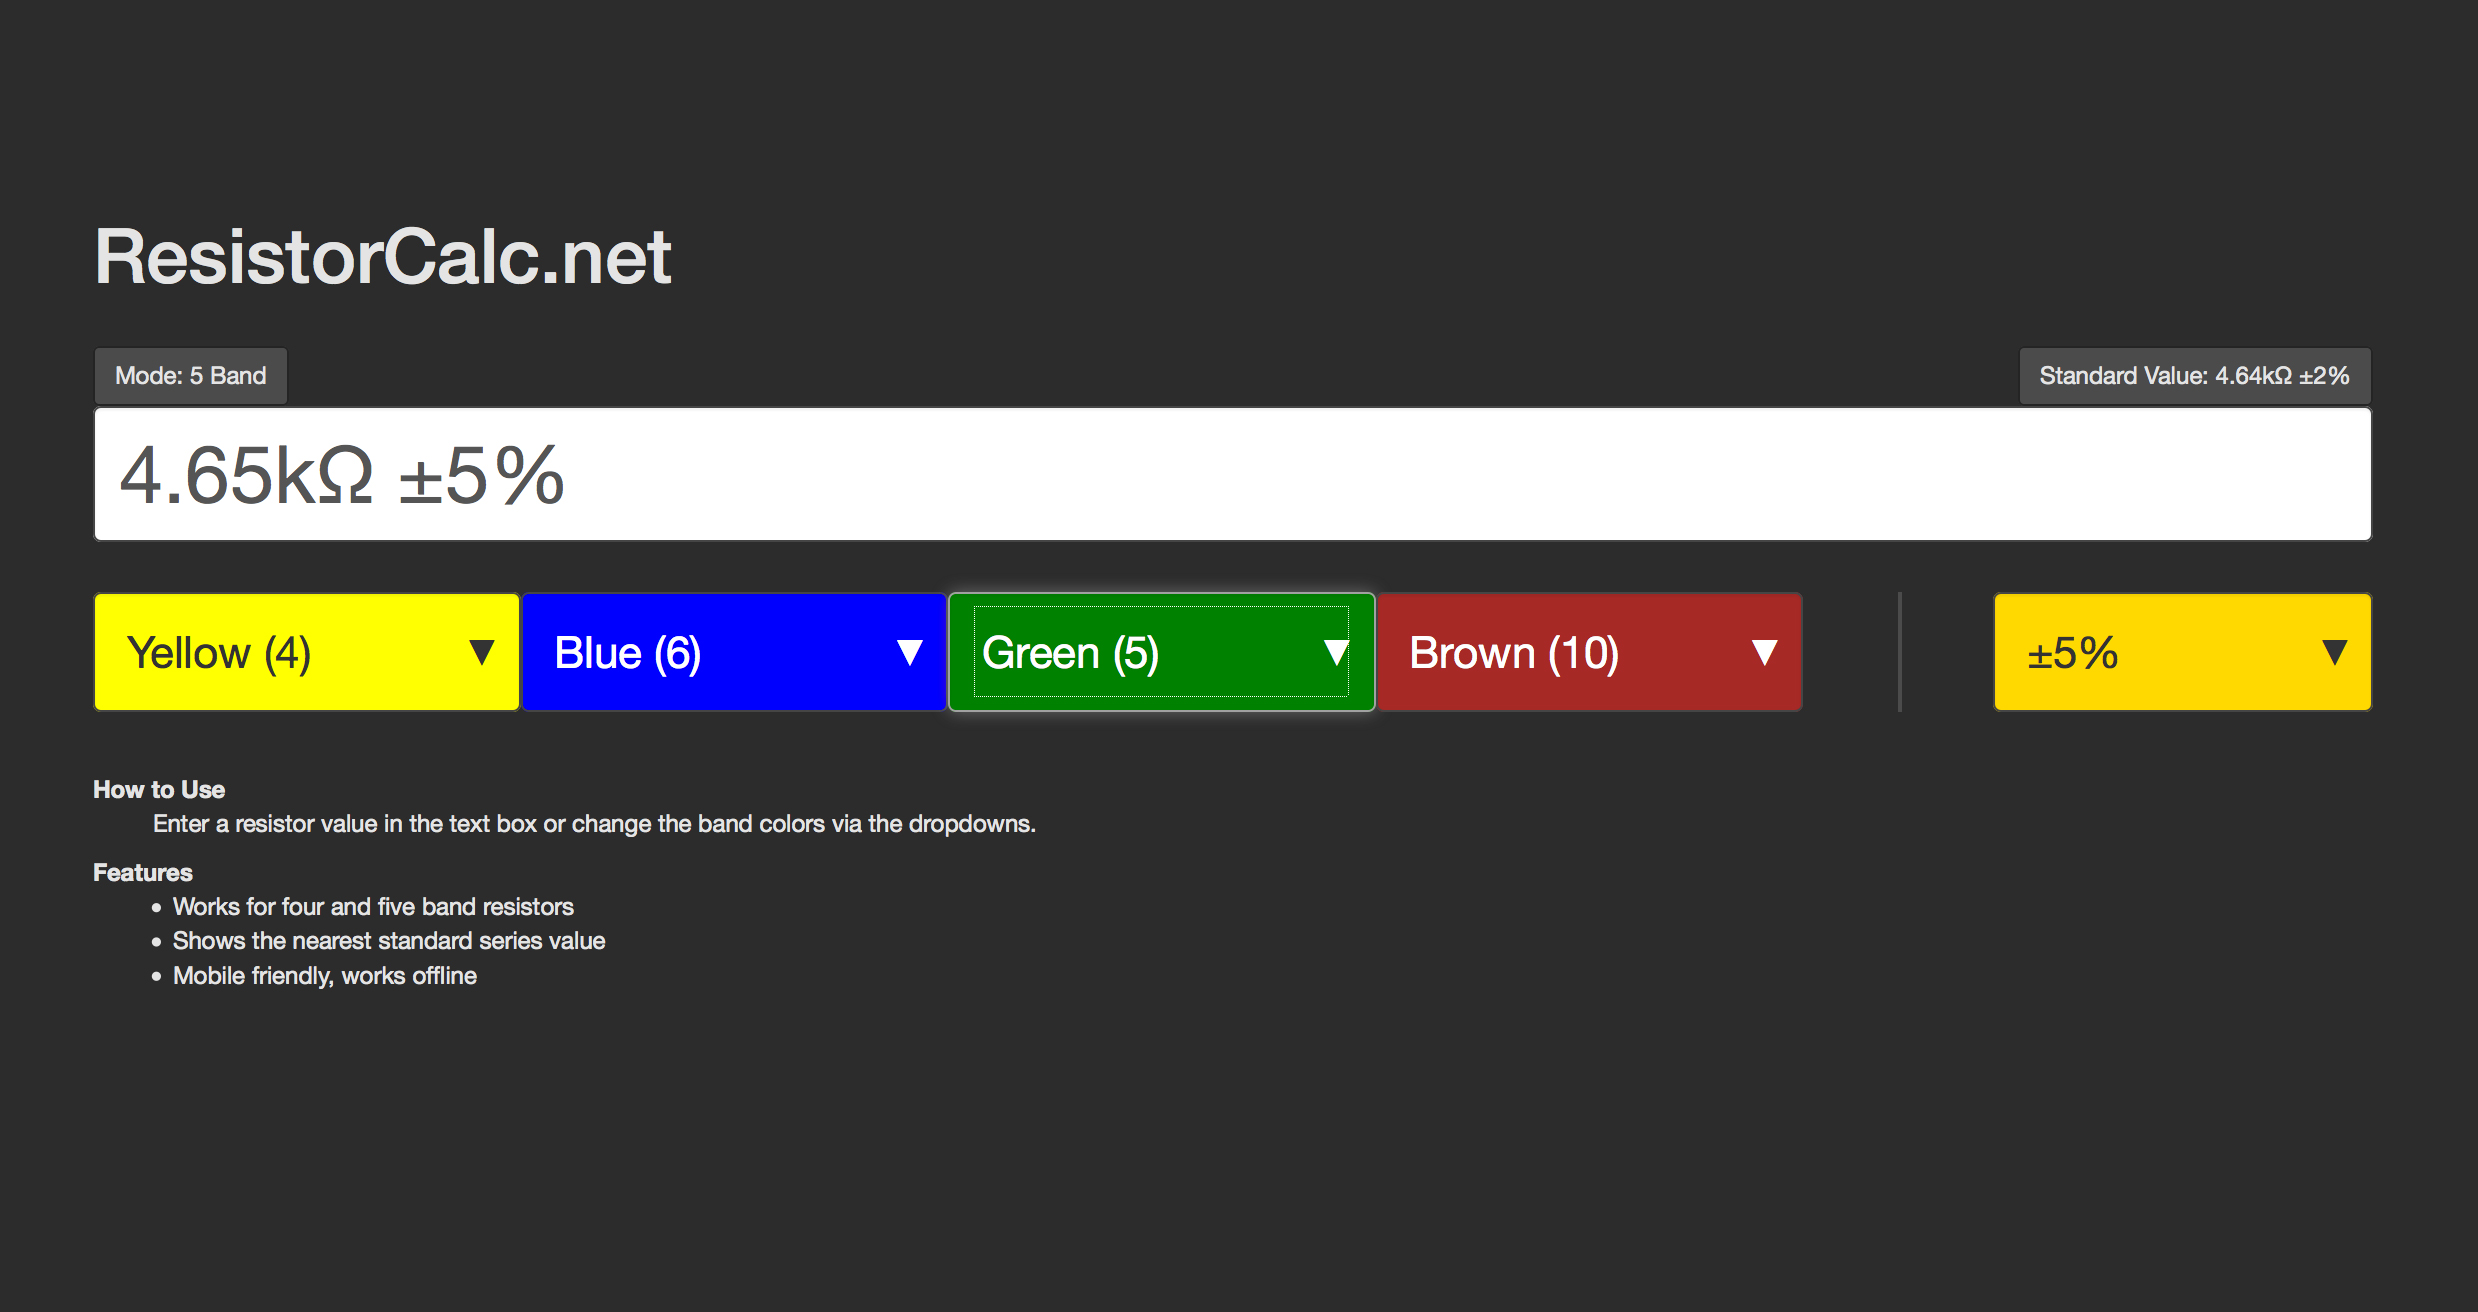 ResistorCalc.net
Mode: 5 Band
Standard Value: 4.64kΩ ±2%
4.65kΩ ±5%
Yellow (4) ▼ Blue (6) ▼ Green (5) ▼ Brown (10) ▼ ±5% ▼
How to Use
Enter a resistor value in the text box or change the band colors via the dropdowns.
Features
• Works for four and five band resistors
• Shows the nearest standard series value
• Mobile friendly, works offline